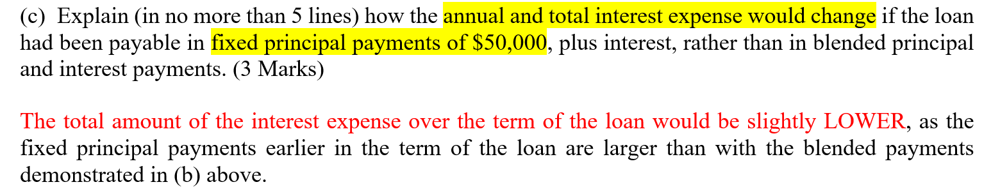 (c) Explain (in no more than 5 lines) how the annual and total interest expense would change if the loan
had been payable in fixed principal payments of $50,000, plus interest, rather than in blended principal
and interest payments. (3 Marks)
The total amount of the interest expense over the term of the loan would be slightly LOWER, as the
fixed principal payments earlier in the term of the loan are larger than with the blended payments
demonstrated in (b) above.